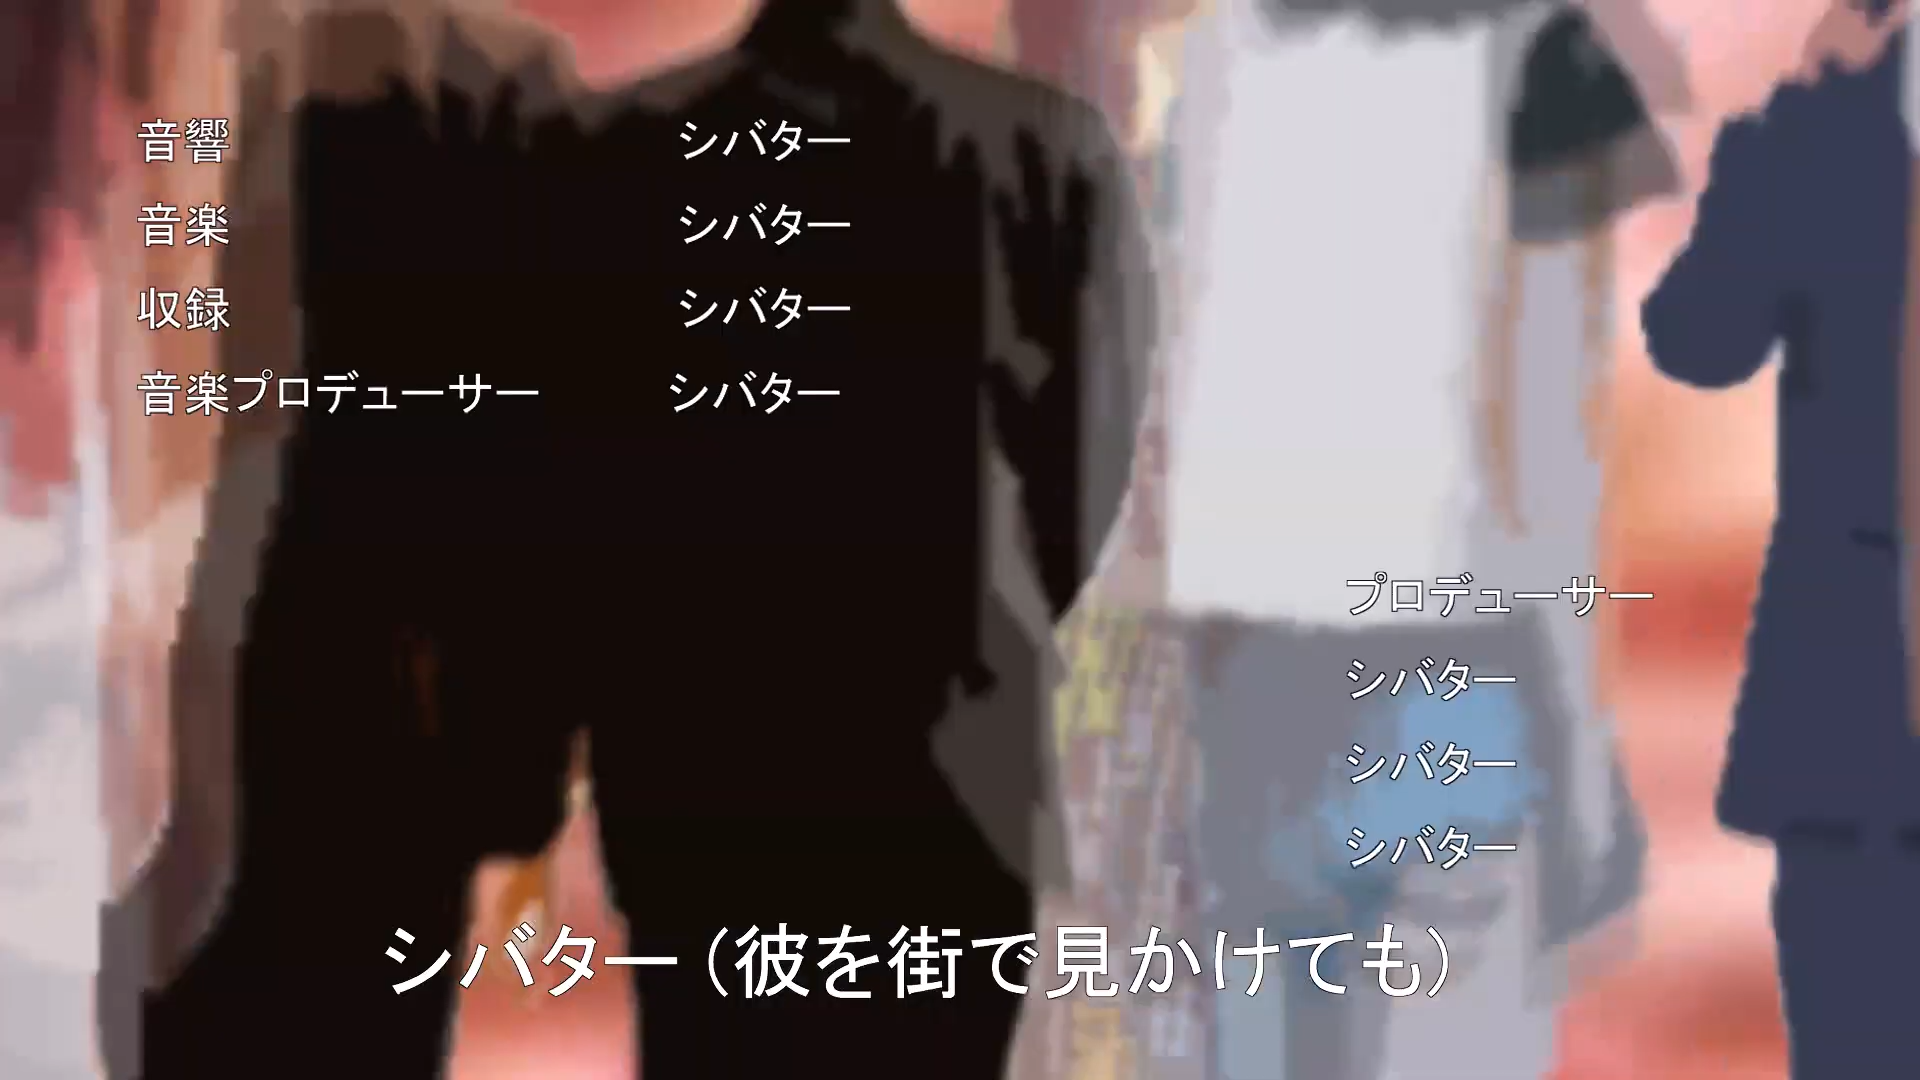 音響 シバター
音楽 シバター
収録 シバター
音楽プロデューサー シバター
プロデューサー
シバター
シバター
シバター
シバター（彼を街で見かけても）